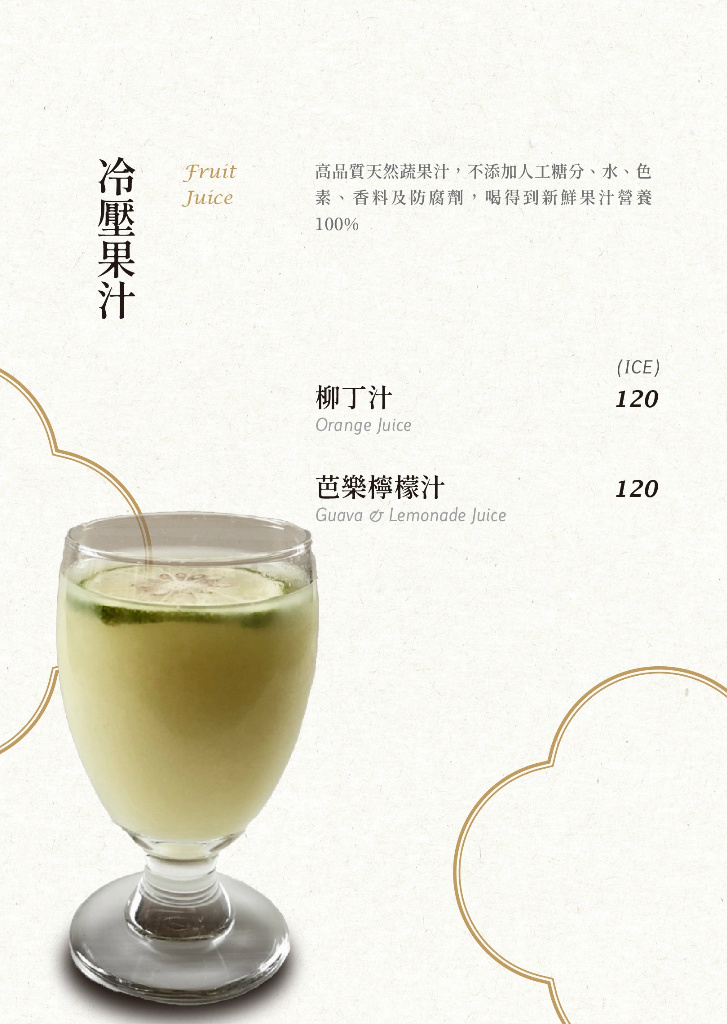 冷壓果汁
Fruit
Juice
高品質天然蔬果汁，不添加人工糖分、水、色
素、香料及防腐劑，喝得到新鮮果汁營養
100%
(ICE)
柳丁汁 120
Orange Juice
芭樂檸檬汁 120
Guava & Lemonade Juice